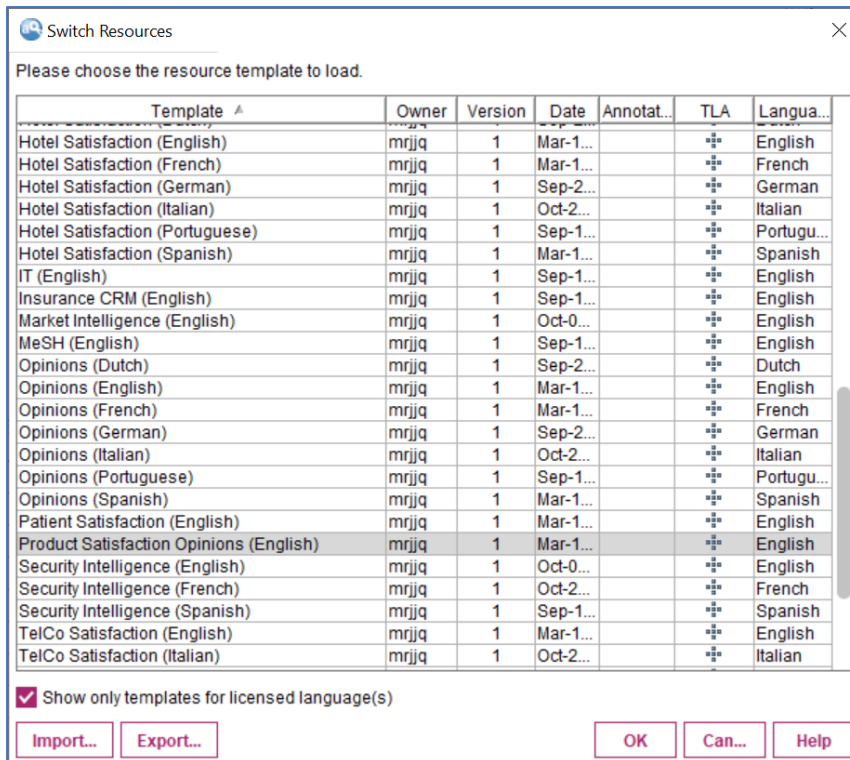 Switch Resources
Please choose the resource template to load.
Template Owner Version Date Annotat... TLA Langua...
Hotel Satisfaction (English) mrjjq 1 Mar-1... English
Hotel Satisfaction (French) mrjjq 1 Mar-1... French
Hotel Satisfaction (German) mrjjq 1 Sep-2... German
Hotel Satisfaction (Italian) mrjjq 1 Oct-2... Italian
Hotel Satisfaction (Portuguese) mrjjq 1 Sep-1... Portugu...
Hotel Satisfaction (Spanish) mrjjq 1 Mar-1... Spanish
IT (English) mrjjq 1 Sep-1... English
Insurance CRM (English) mrjjq 1 Sep-1... English
Market Intelligence (English) mrjjq 1 Oct-0... English
MeSH (English) mrjjq 1 Sep-1... English
Opinions (Dutch) mrjjq 1 Sep-2... Dutch
Opinions (English) mrjjq 1 Mar-1... English
Opinions (French) mrjjq 1 Mar-1... French
Opinions (German) mrjjq 1 Sep-2... German
Opinions (Italian) mrjjq 1 Oct-2... Italian
Opinions (Portuguese) mrjjq 1 Sep-1... Portugu...
Opinions (Spanish) mrjjq 1 Mar-1... Spanish
Patient Satisfaction (English) mrjjq 1 Mar-1... English
Product Satisfaction Opinions (English) mrjjq 1 Mar-1... English
Security Intelligence (English) mrjjq 1 Oct-0... English
Security Intelligence (French) mrjjq 1 Oct-2... French
Security Intelligence (Spanish) mrjjq 1 Sep-1... Spanish
TelCo Satisfaction (English) mrjjq 1 Mar-1... English
TelCo Satisfaction (Italian) mrjjq 1 Oct-2... Italian
Show only templates for licensed language(s)
Import... Export... OK Can... Help